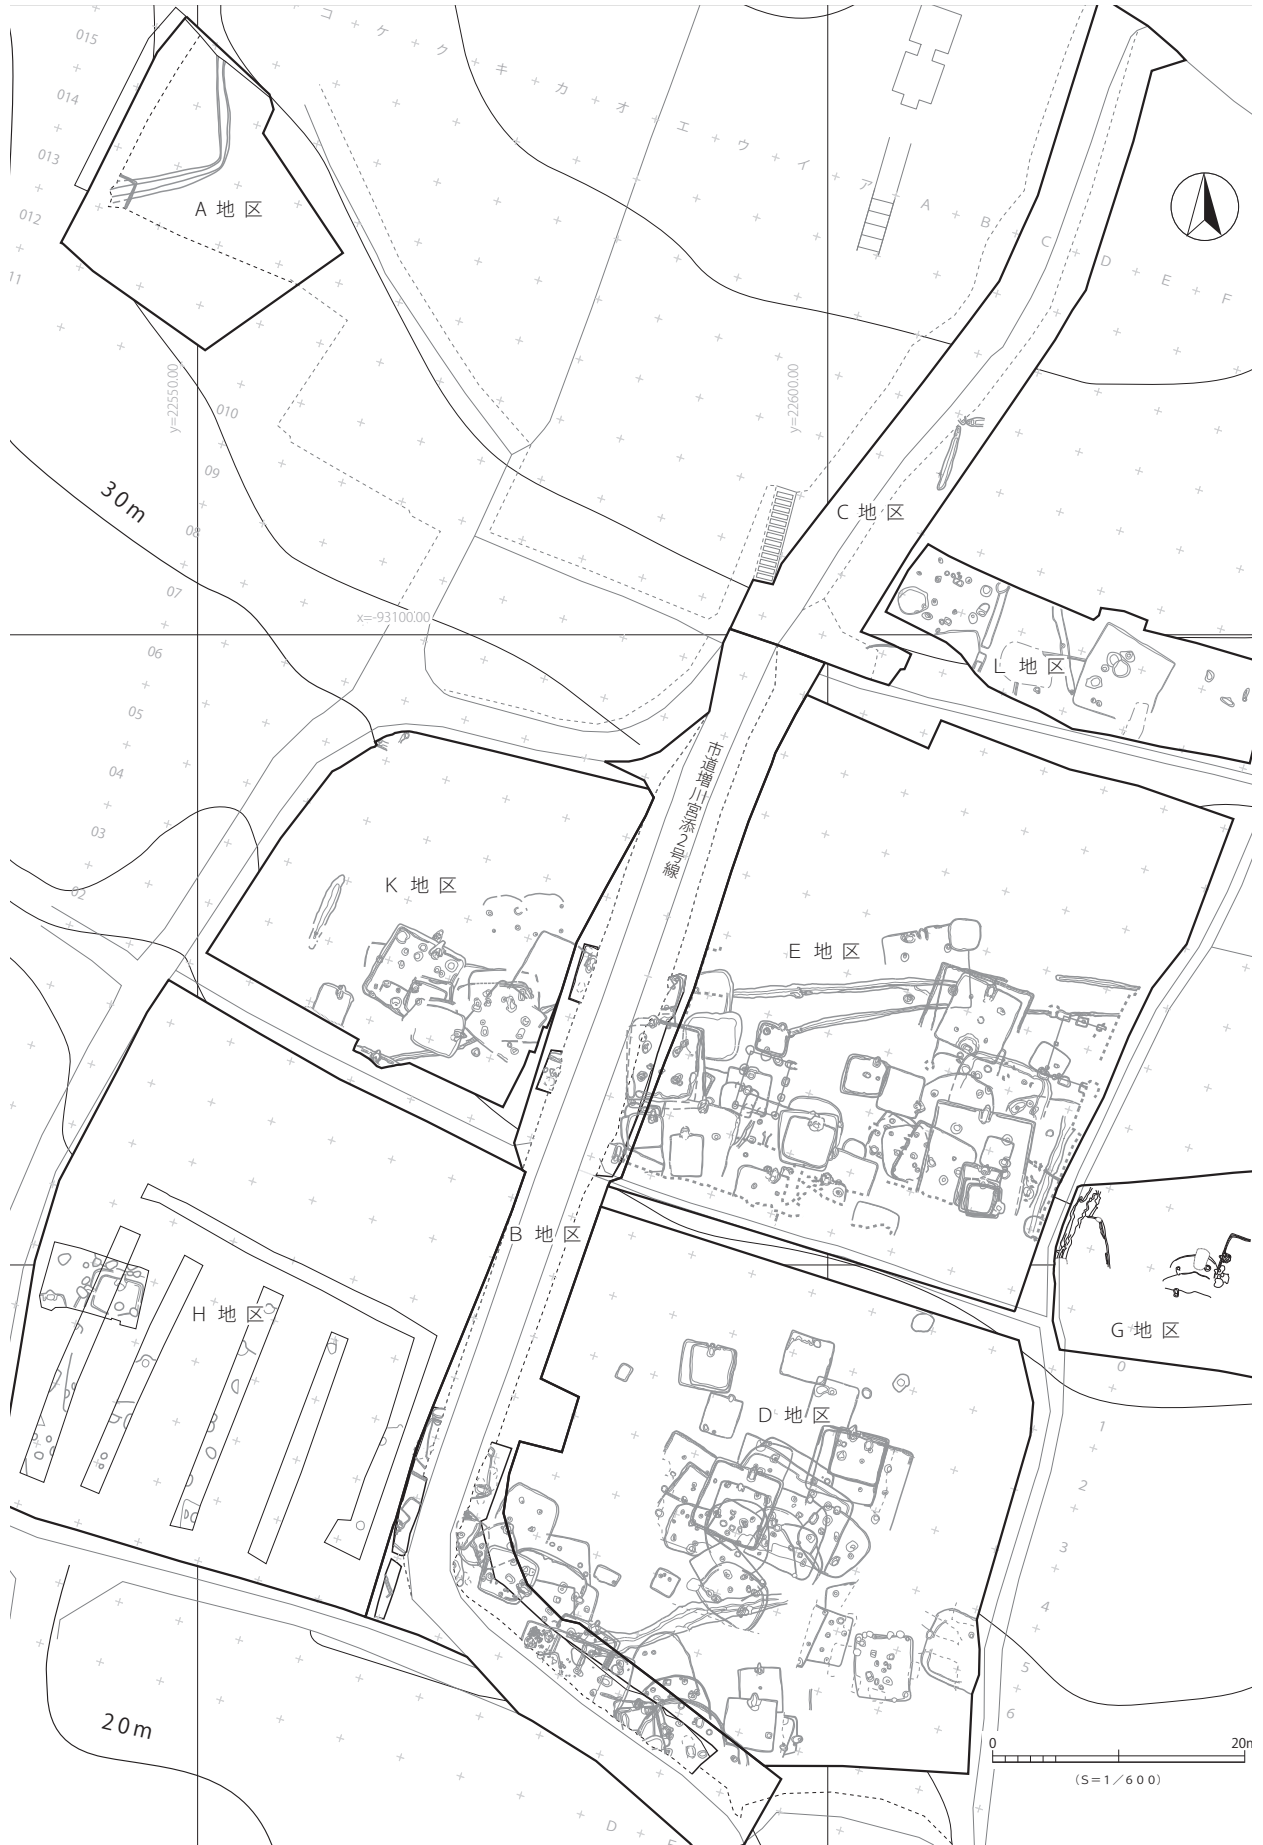 コ ケ ク キ カ オ エ ウ イ ア A B C D E F
015
014
013
012
11
A 地 区
y=22550.00
y=22600.00
010
09
08
07
06
05
04
03
02
30m
x=-93100.00
C 地 区
L 地 区
市道増川宮添2号線
K 地 区
E 地 区
B 地 区
H 地 区
G 地 区
D 地 区
0
1
2
3
4
5
6
20m
0 20m
(S=1/600)
D E